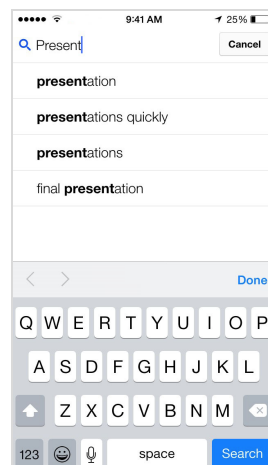 9:41 AM 25%
Present Cancel
presentation
presentations quickly
presentations
final presentation
Done
Q W E R T Y U I O P
A S D F G H J K L
Z X C V B N M
123 space Search